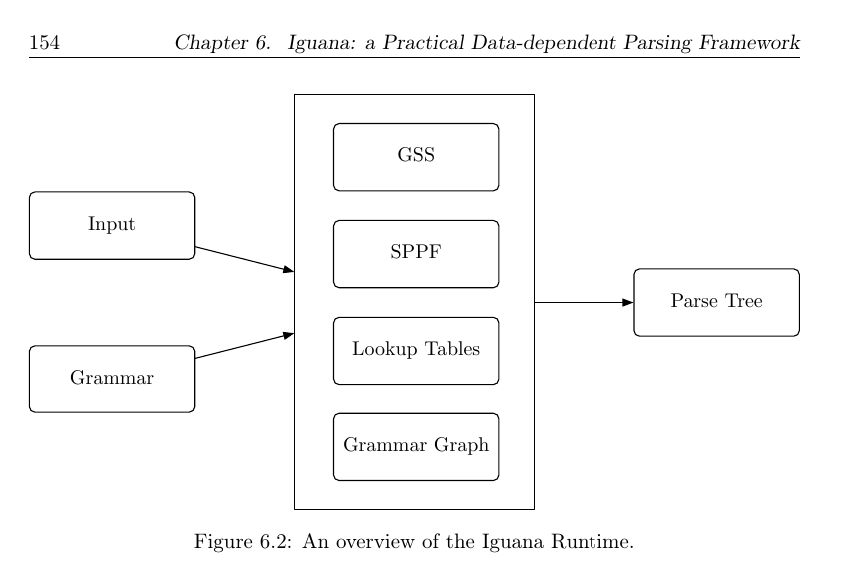 154 Chapter 6. Iguana: a Practical Data-dependent Parsing Framework
GSS
Input
SPPF
Parse Tree
Lookup Tables
Grammar
Grammar Graph
Figure 6.2: An overview of the Iguana Runtime.